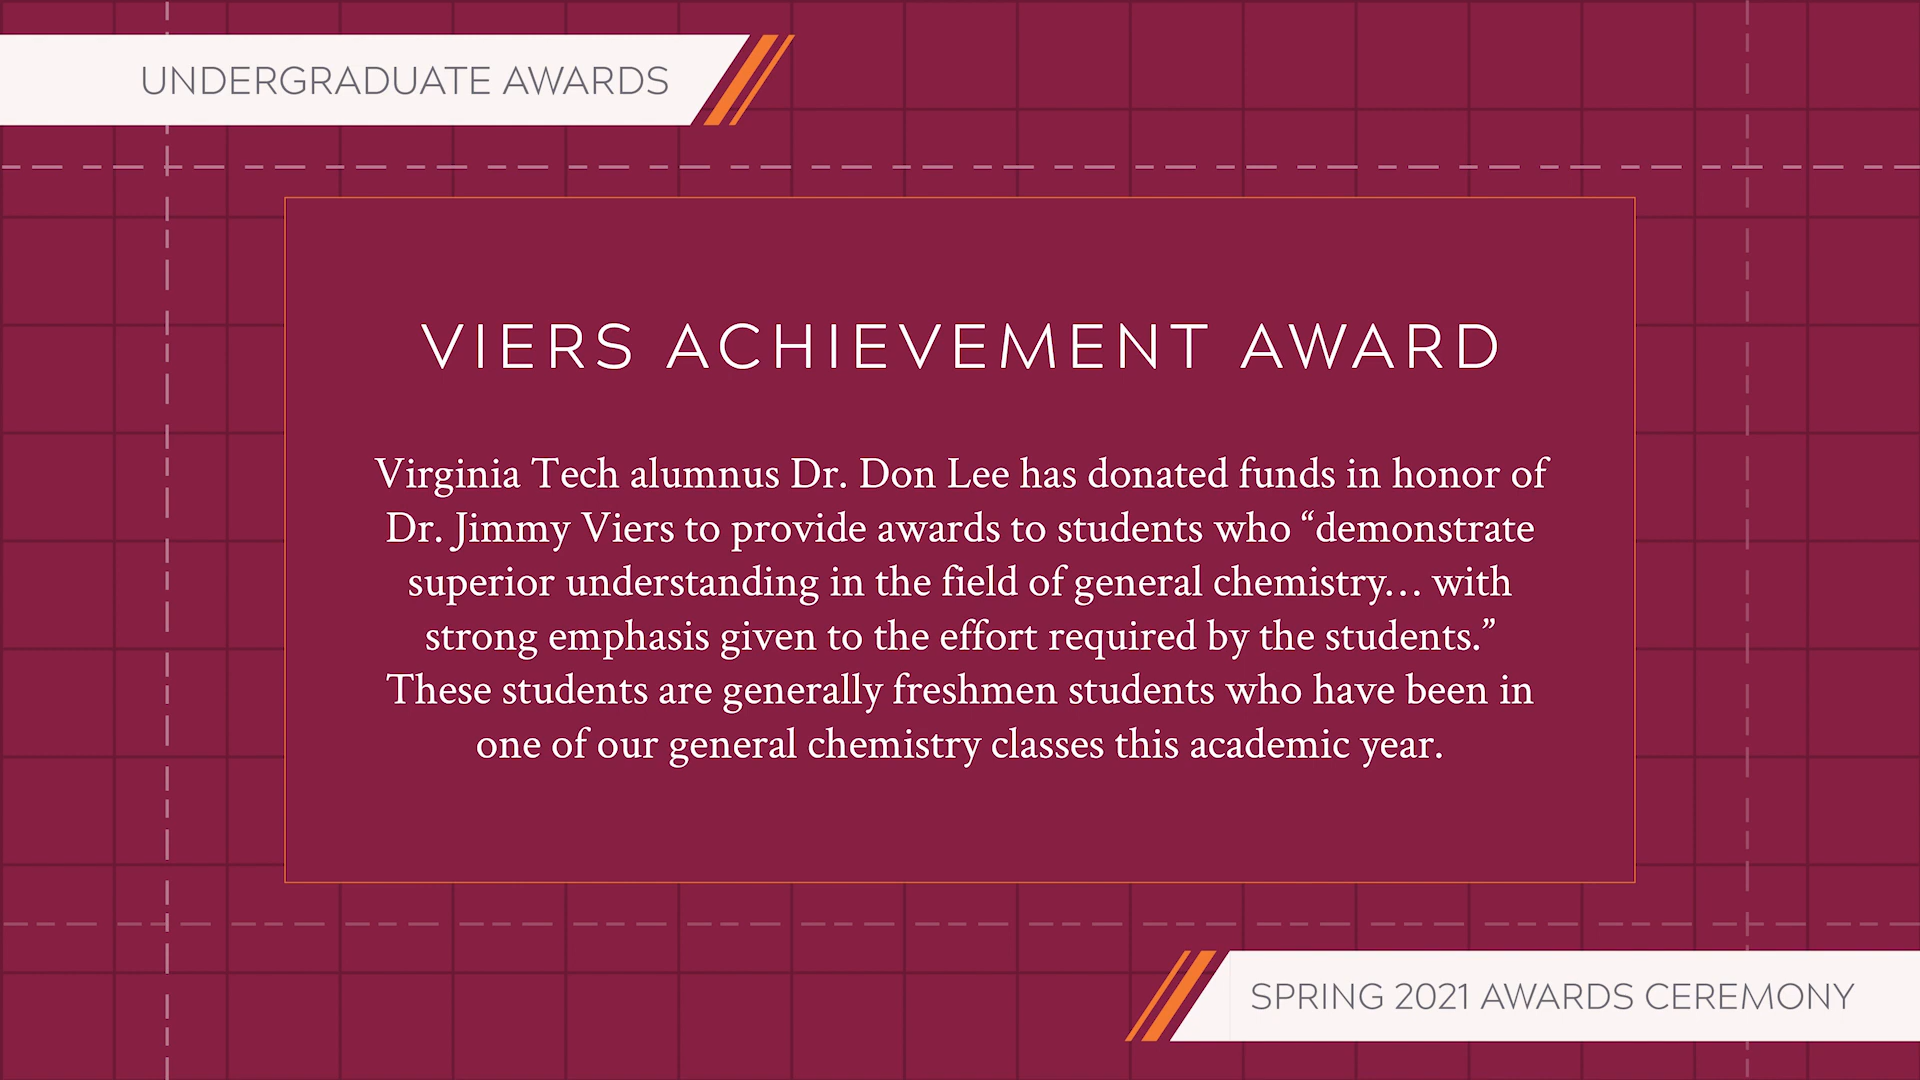 UNDERGRADUATE AWARDS
VIERS ACHIEVEMENT AWARD
Virginia Tech alumnus Dr. Don Lee has donated funds in honor of
Dr. Jimmy Viers to provide awards to students who “demonstrate
superior understanding in the field of general chemistry… with
strong emphasis given to the effort required by the students.”
These students are generally freshmen students who have been in
one of our general chemistry classes this academic year.
SPRING 2021 AWARDS CEREMONY